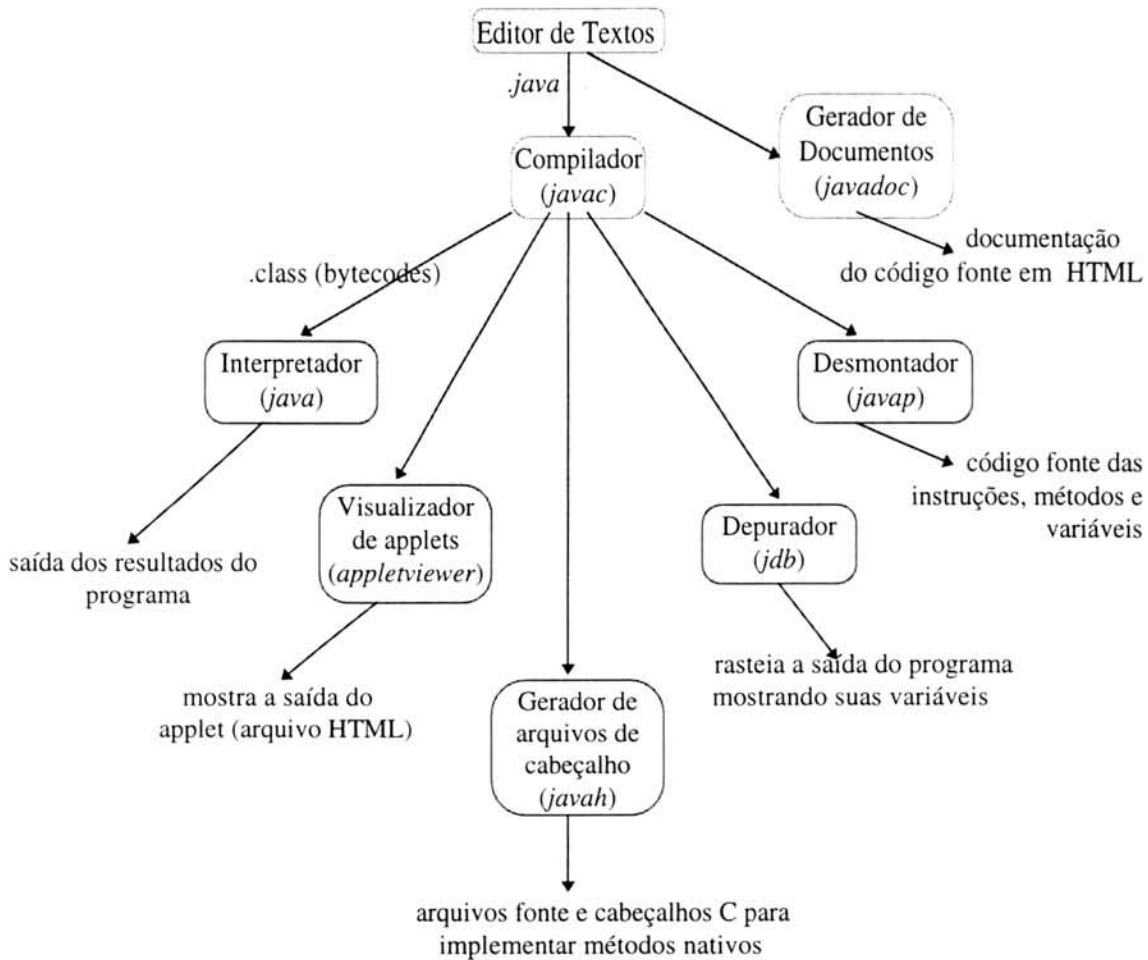 Editor de Textos
.java
Gerador de
Documentos
(javadoc)
Compilador
(javac)
documentação
do código fonte em HTML
.class (bytecodes)
Interpretador
(java)
Desmontador
(javap)
código fonte das
instruções, métodos e
variáveis
Visualizador
de applets
(appletviewer)
Depurador
(jdb)
saída dos resultados do
programa
rasteia a saída do programa
mostrando suas variáveis
mostra a saída do
applet (arquivo HTML)
Gerador de
arquivos de
cabeçalho
(javah)
arquivos fonte e cabeçalhos C para
implementar métodos nativos